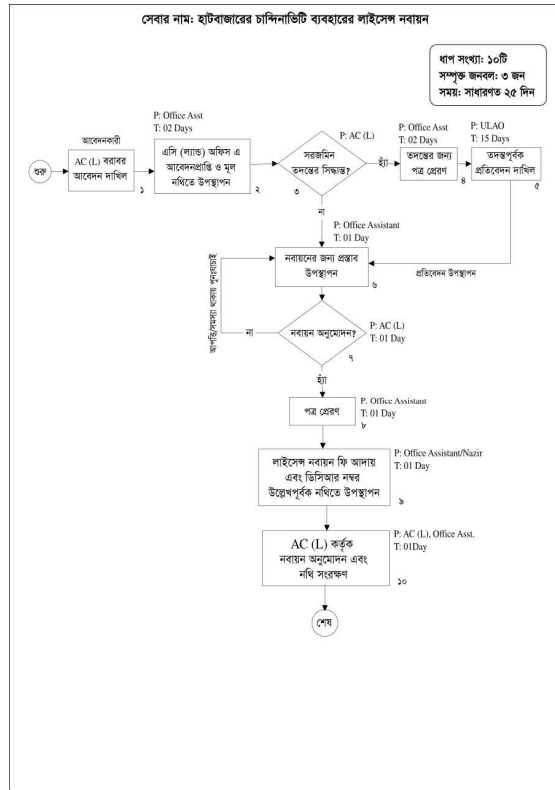 সেবার নাম: হাটবাজারের চান্দিনাভিটি ব্যবহারের লাইসেন্স নবায়ন
ধাপ সংখ্যা: ১০টি
সম্পৃক্ত জনবল: ৩ জন
সময়: সাধারণত ২৫ দিন
শুরু
আবেদনকারী
AC (L) বরাবর
আবেদন দাখিল
১
P: Office Asst
T: 02 Days
এসি (ল্যান্ড) অফিস এ
আবেদনপ্রাপ্তি ও মূল
নথিতে উপস্থাপন
২
P: AC (L)
সরজমিন
তদন্তের সিদ্ধান্ত?
৩
হ্যাঁ
P: Office Asst
T: 02 Days
তদন্তের জন্য
পত্র প্রেরণ
৪
P: ULAO
T: 15 Days
তদন্তপূর্বক
প্রতিবেদন দাখিল
৫
না
P: Office Assistant
T: 01 Day
নবায়নের জন্য প্রস্তাব
উপস্থাপন
৬
প্রতিবেদন উপস্থাপন
আপত্তি/সমস্যা থাকায় পুনঃযাচাই
না
নবায়ন অনুমোদন?
P: AC (L)
T: 01 Day
৭
হ্যাঁ
পত্র প্রেরণ
P: Office Assistant
T: 01 Day
৮
লাইসেন্স নবায়ন ফি আদায়
এবং ডিসিআর নম্বর
উল্লেখপূর্বক নথিতে উপস্থাপন
P: Office Assistant/Nazir
T: 01 Day
৯
AC (L) কর্তৃক
নবায়ন অনুমোদন এবং
নথি সংরক্ষণ
P: AC (L), Office Asst.
T: 01Day
১০
শেষ